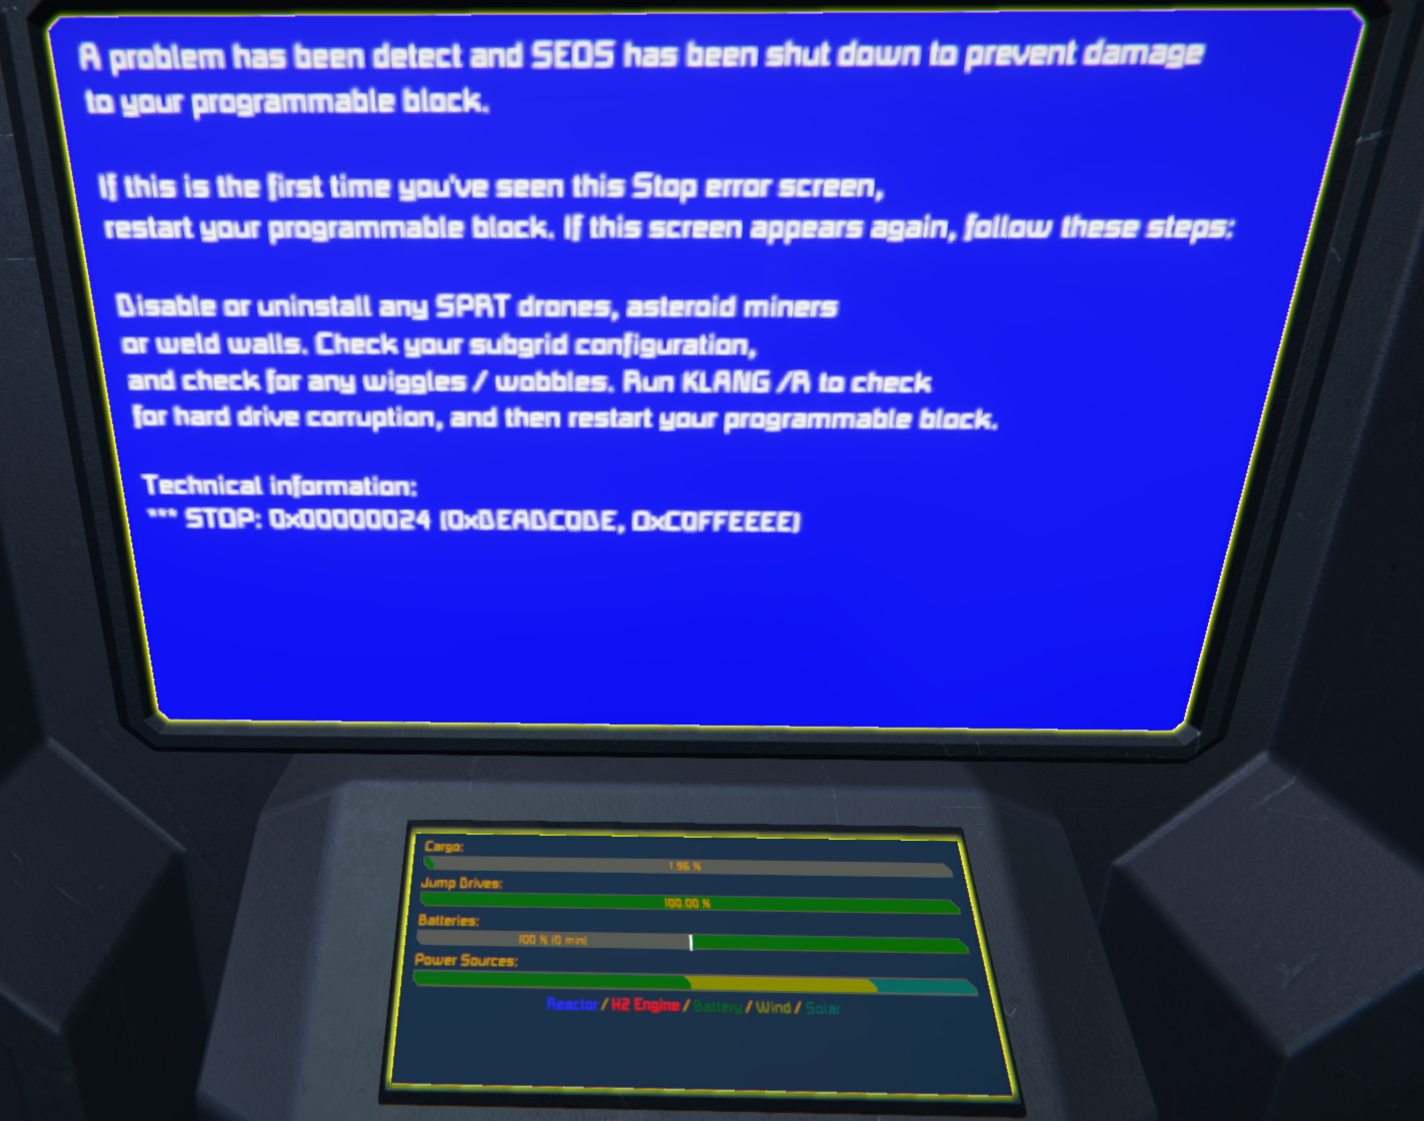 A problem has been detect and SEOS has been shut down to prevent damage
to your programmable block.
If this is the first time you've seen this Stop error screen,
restart your programmable block. If this screen appears again, follow these steps:
Disable or uninstall any SPRT drones, asteroid miners
or weld walls. Check your subgrid configuration,
and check for any wiggles / wobbles. Run KLANG /R to check
for hard drive corruption, and then restart your programmable block.
Technical information:
*** STOP: 0x00000024 (0xDEADC0DE, 0xC0FFEEEE)
Cargo:
1.96 %
Jump Drives:
100.00 %
Batteries:
100 % (0 min)
Power Sources:
Reactor / H2 Engine / Battery / Wind / Solar